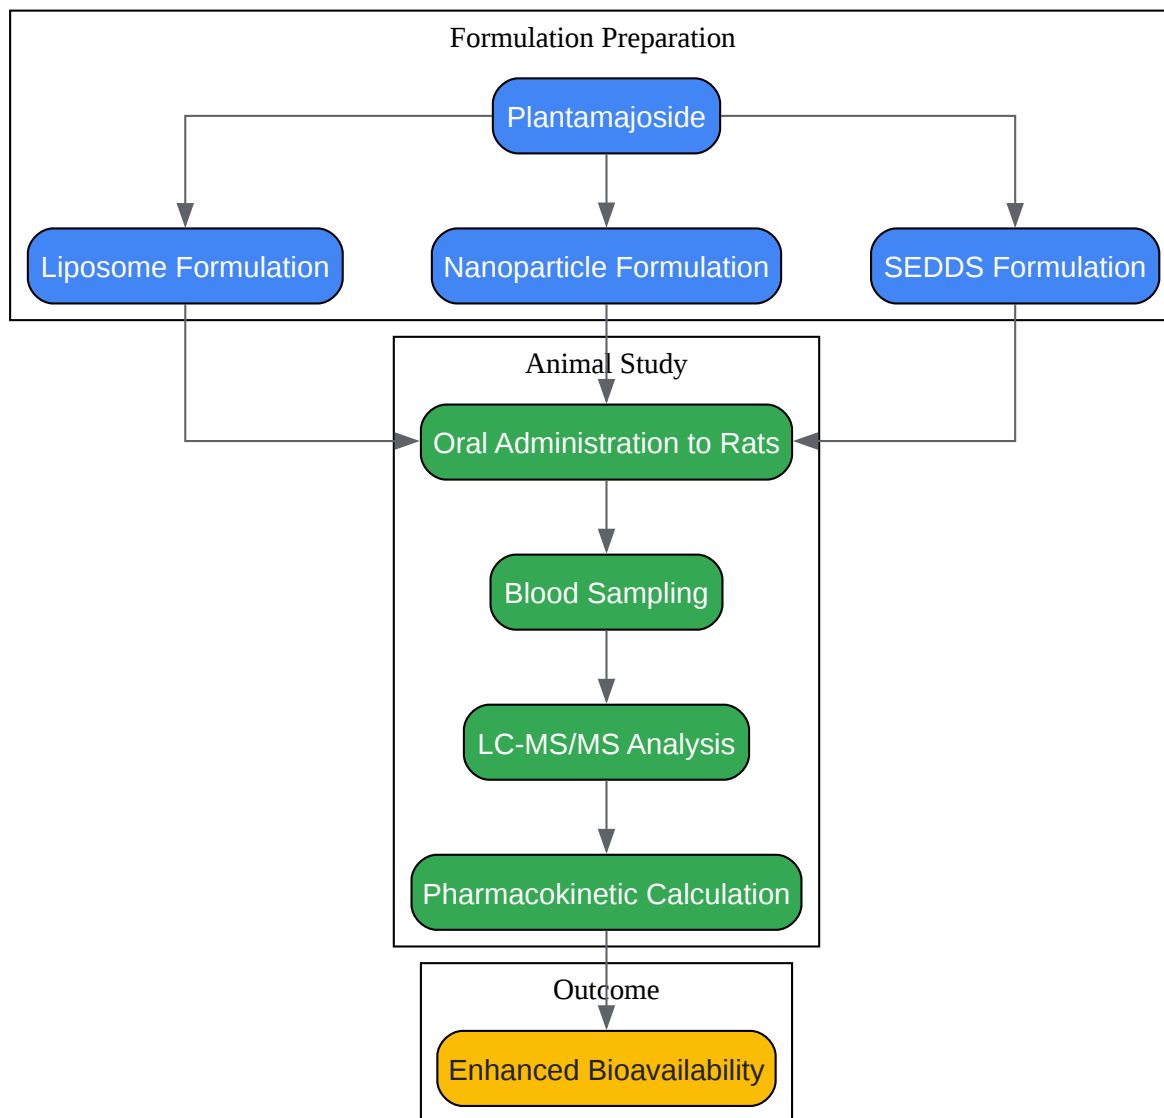 Formulation Preparation
Plantamajoside
Liposome Formulation
Nanoparticle Formulation
SEDDS Formulation
Animal Study
Oral Administration to Rats
Blood Sampling
LC-MS/MS Analysis
Pharmacokinetic Calculation
Outcome
Enhanced Bioavailability